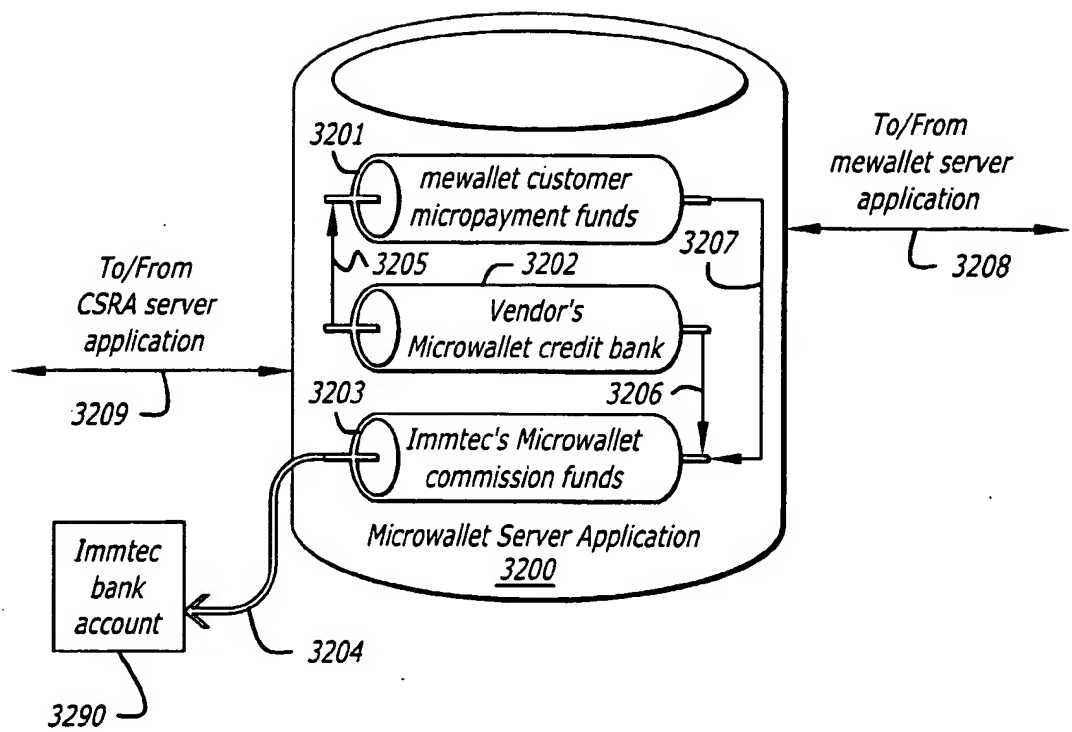 3201
mewallet customer
micropayment funds
To/From
mewallet server
application
3207
3208
3205
3202
To/From
CSRA server
application
Vendor's
Microwallet credit bank
3209
3203
3206
Immtec's Microwallet
commission funds
Microwallet Server Application
3200
Immtec
bank
account
3204
3290